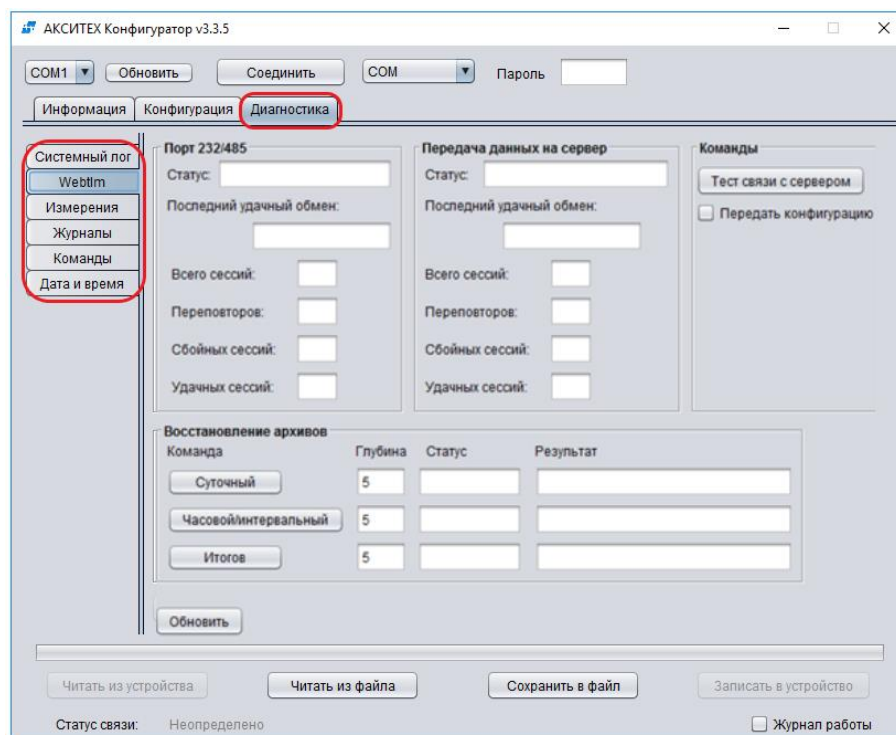 АКСИТЕХ Конфигуратор v3.3.5
COM1 Обновить Соединить COM Пароль
Информация Конфигурация Диагностика
Системный лог
Webtlm
Измерения
Журналы
Команды
Дата и время
Порт 232/485
Статус:
Последний удачный обмен:
Всего сессий:
Переповторов:
Сбойных сессий:
Удачных сессий:
Передача данных на сервер
Статус:
Последний удачный обмен:
Всего сессий:
Переповторов:
Сбойных сессий:
Удачных сессий:
Команды
Тест связи с сервером
Передать конфигурацию
Восстановление архивов
Команда Глубина Статус Результат
Суточный 5
Часовой/интервальный 5
Итогов 5
Обновить
Читать из устройства Читать из файла Сохранить в файл Записать в устройство
Статус связи: Неопределено Журнал работы